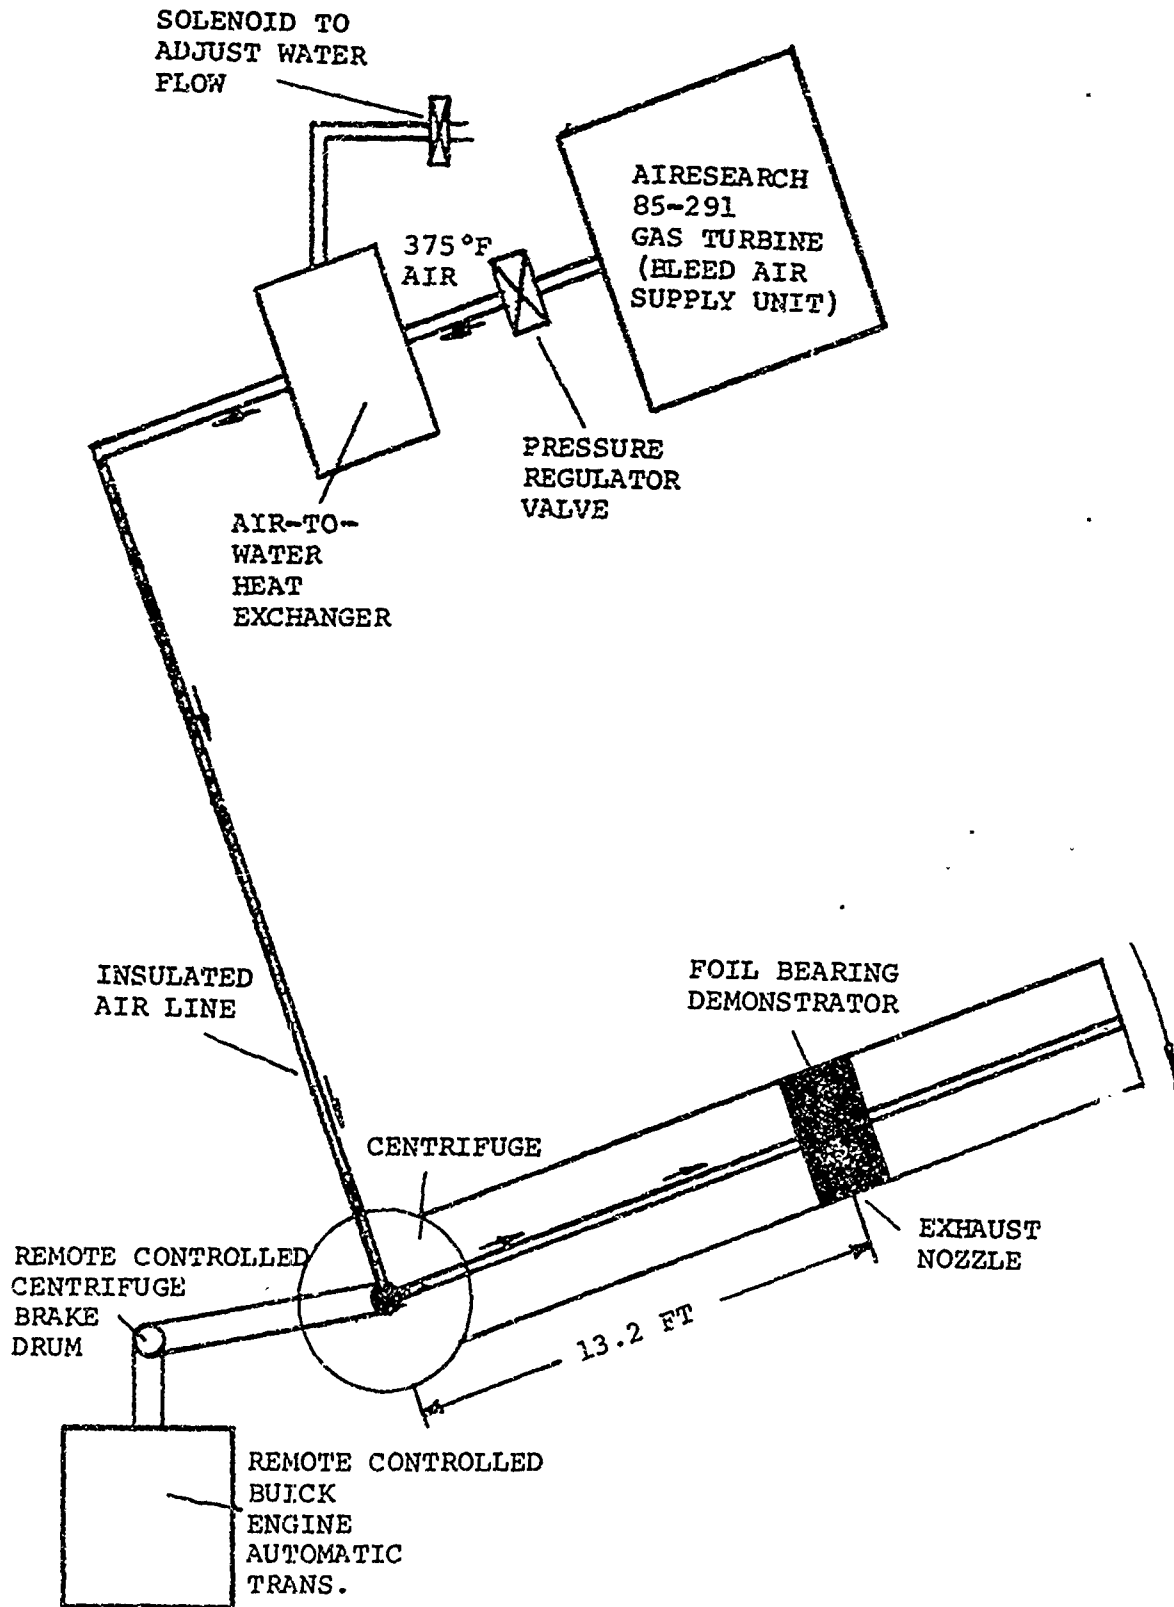 SOLENOID TO
ADJUST WATER
FLOW
AIRESEARCH
85-291
GAS TURBINE
(BLEED AIR
SUPPLY UNIT)
375°F
AIR
PRESSURE
REGULATOR
VALVE
AIR-TO-
WATER
HEAT
EXCHANGER
INSULATED
AIR LINE
FOIL BEARING
DEMONSTRATOR
CENTRIFUGE
EXHAUST
NOZZLE
13.2 FT
REMOTE CONTROLLED
CENTRIFUGE
BRAKE
DRUM
REMOTE CONTROLLED
BUICK
ENGINE
AUTOMATIC
TRANS.